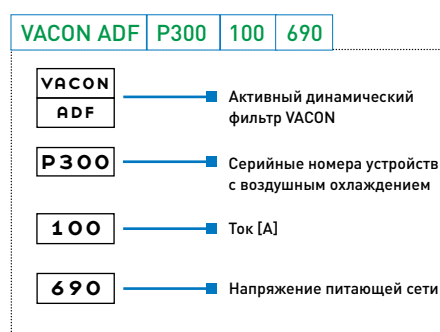 VACON ADF P300 100 690
VACON
ADF
Активный динамический
фильтр VACON
P300
Серийные номера устройств
с воздушным охлаждением
100
Ток [А]
690
Напряжение питающей сети